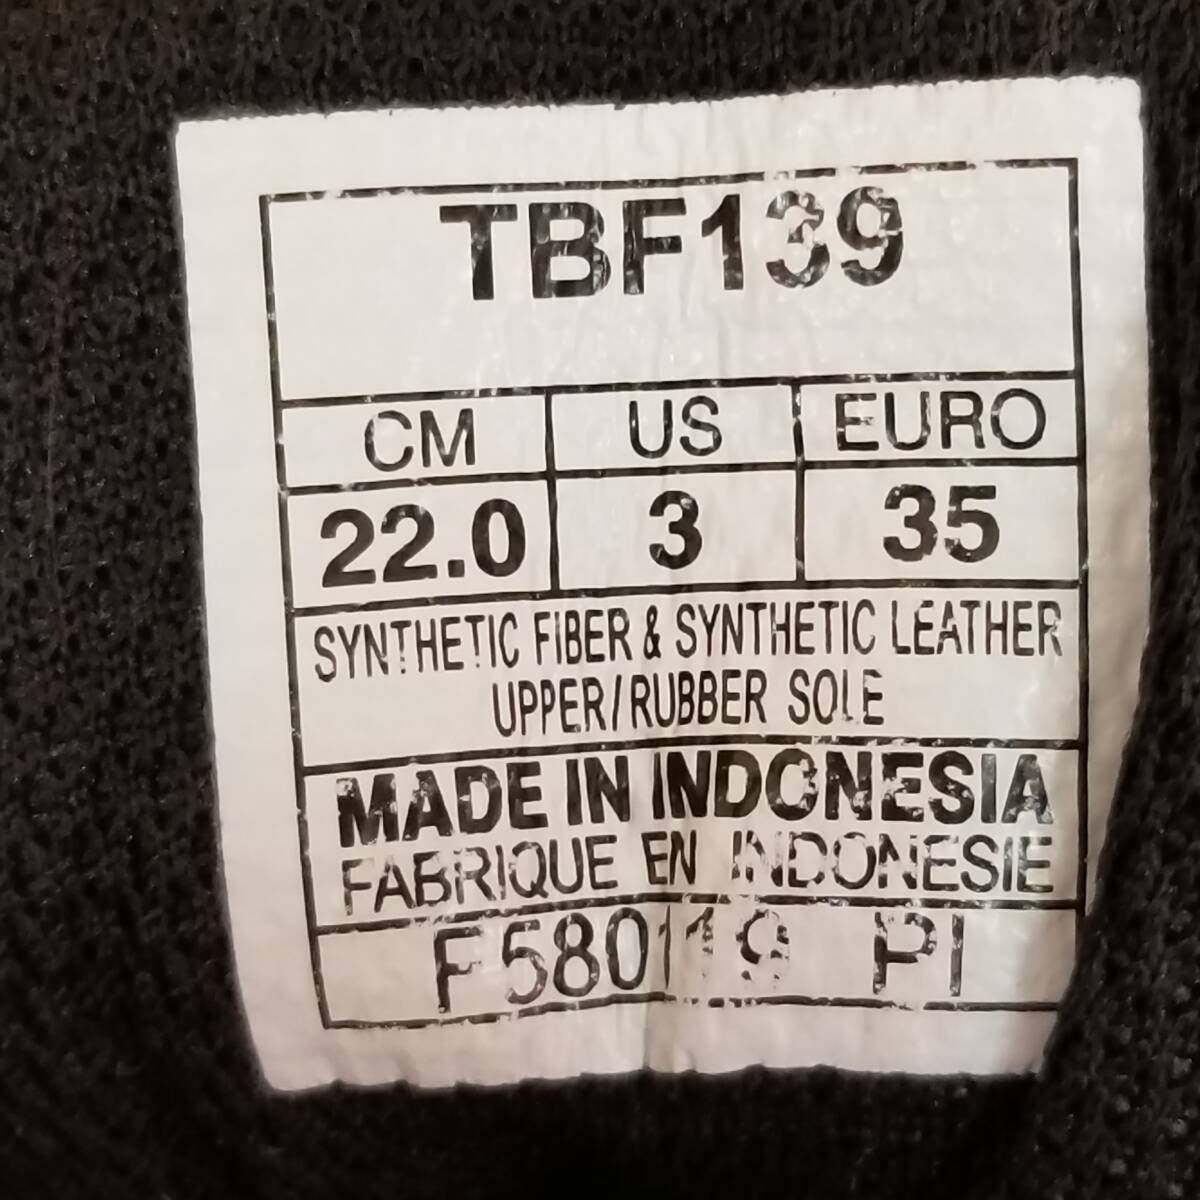 TBF139
CM US EURO
22.0 3 35
SYNTHETIC FIBER & SYNTHETIC LEATHER
UPPER/RUBBER SOLE
MADE IN INDONESIA
FABRIQUE EN INDONESIE
F580119 PI